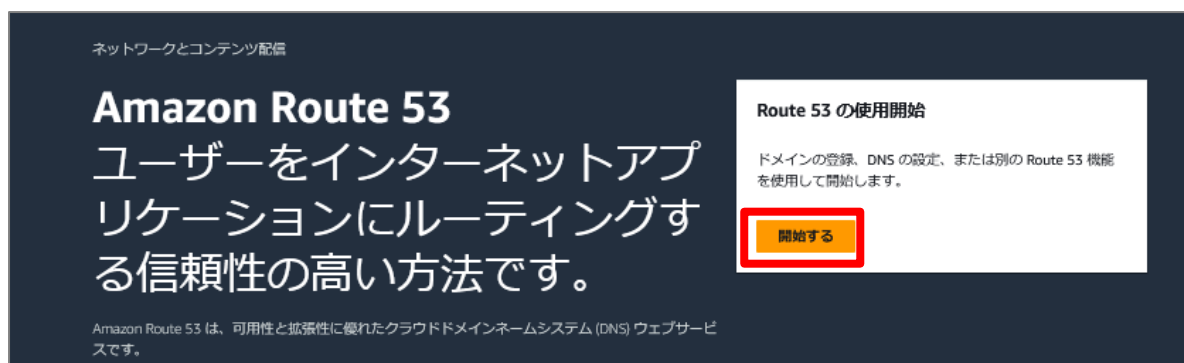 ネットワークとコンテンツ配信
Amazon Route 53
ユーザーをインターネットアプ
リケーションにルーティングす
る信頼性の高い方法です。
Amazon Route 53 は、可用性と拡張性に優れたクラウドドメインネームシステム (DNS) ウェブサービ
スです。
Route 53 の使用開始
ドメインの登録、DNS の設定、または別の Route 53 機能
を使用して開始します。
開始する